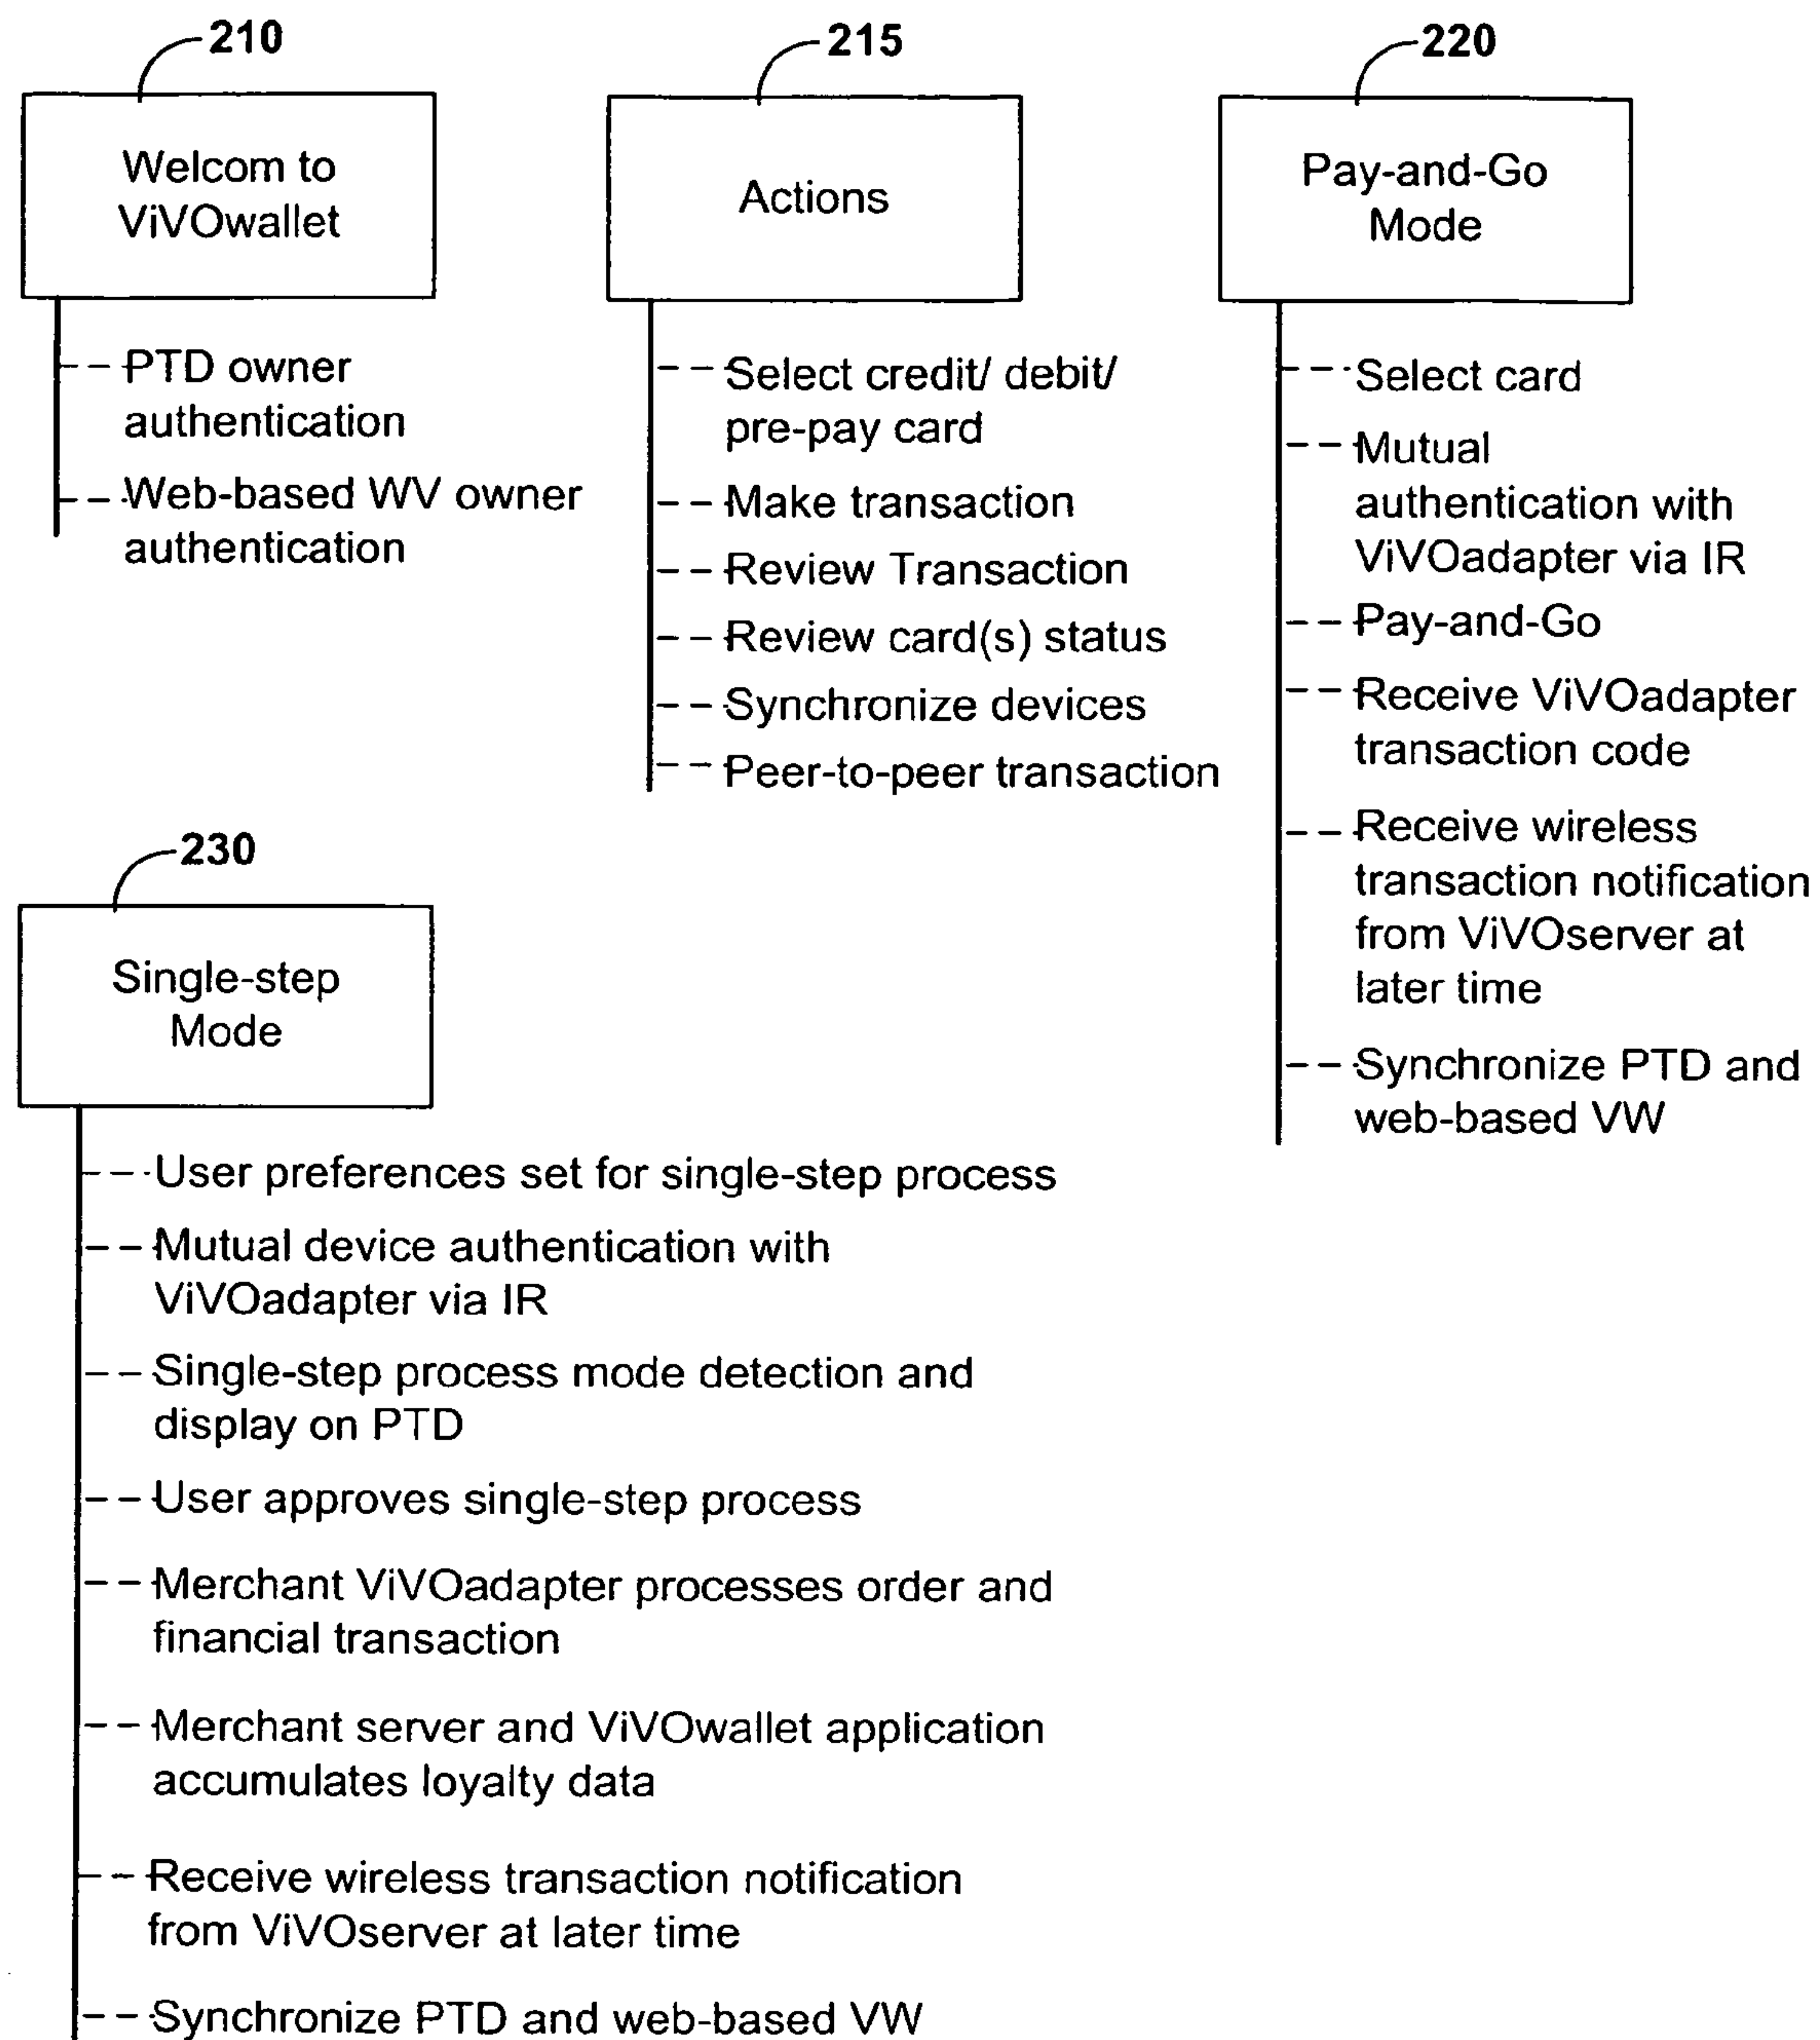 210
Welcom to
ViVOwallet
PTD owner
authentication
Web-based WV owner
authentication
215
Actions
Select credit/ debit/
pre-pay card
Make transaction
Review Transaction
Review card(s) status
Synchronize devices
Peer-to-peer transaction
220
Pay-and-Go
Mode
Select card
Mutual
authentication with
ViVOadapter via IR
Pay-and-Go
Receive ViVOadapter
transaction code
Receive wireless
transaction notification
from ViVOserver at
later time
Synchronize PTD and
web-based VW
230
Single-step
Mode
User preferences set for single-step process
Mutual device authentication with
ViVOadapter via IR
Single-step process mode detection and
display on PTD
User approves single-step process
Merchant ViVOadapter processes order and
financial transaction
Merchant server and ViVOwallet application
accumulates loyalty data
Receive wireless transaction notification
from ViVOserver at later time
Synchronize PTD and web-based VW